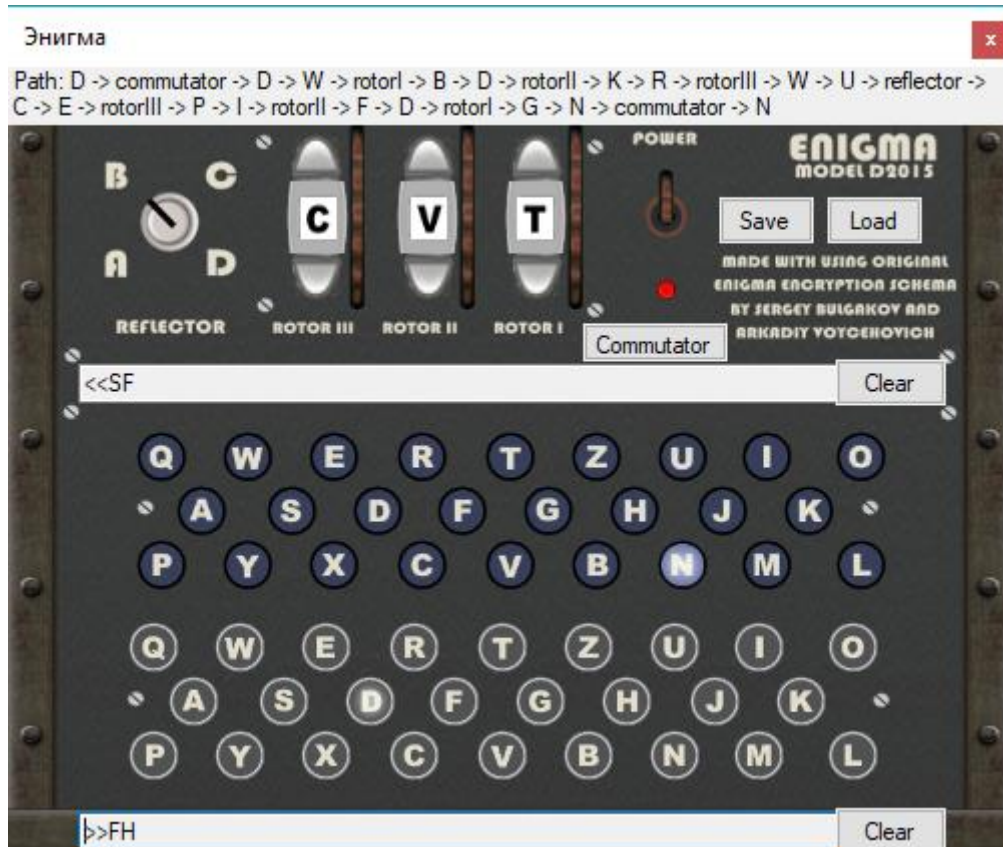 Энигма
x
Path: D -> commutator -> D -> W -> rotorI -> B -> D -> rotorII -> K -> R -> rotorIII -> W -> U -> reflector ->
C -> E -> rotorIII -> P -> I -> rotorII -> F -> D -> rotorI -> G -> N -> commutator -> N
B C
A D
REFLECTOR
C V T
ROTOR III ROTOR II ROTOR I
POWER
ENIGMA
MODEL D2015
Save Load
MADE WITH USING ORIGINAL
ENIGMA ENCRYPTION SCHEMA
BY SERGEY BULGAKOV AND
ARKADIY VOYCEHOVICH
Commutator
<<SF Clear
Q W E R T Z U I O
A S D F G H J K
P Y X C V B N M L
Q W E R T Z U I O
A S D F G H J K
P Y X C V B N M L
>>FH Clear